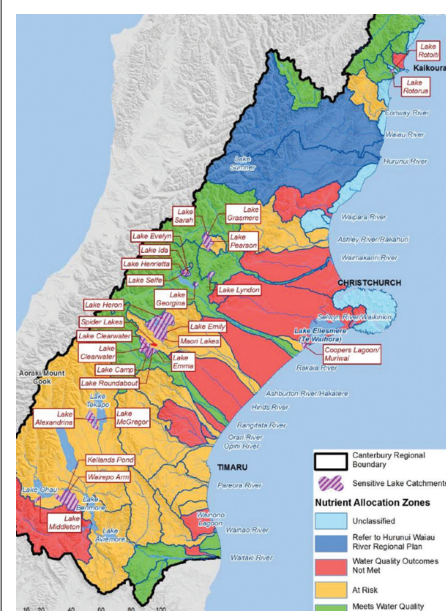 Lake
Rotoiti
Kaikoura
Lake
Rotorua
Conway River
Waiau River
Hurunui River
Lake
Sumner
Lake
Sarah
Lake
Grasmere
Lake Evelyn
Lake
Pearson
Waipara River
Ashley River/Rakahuri
Lake Ida
Lake Henrietta
Waimakariri River
Lake Selfe
Lake Lyndon
CHRISTCHURCH
Lake
Georgina
Lake Heron
Selwyn River/Waikirikiri
Spider Lakes
Lake Emily
Lake Ellesmere
(Te Waihora)
Lake Clearwater
Maori Lakes
Lake
Clearwater
Lake
Emma
Coopers Lagoon/
Muriwai
Rakaia River
Aoraki Mount
Cook
Lake Camp
Lake Roundabout
Ashburton River/Hakatere
Lake
Tekapo
Hinds River
Lake
Alexandrina
Lake
McGregor
Rangitata River
Orari River
Opihi River
Kellands Pond
Wairepo Arm
TIMARU
Pareora River
Lake Ohau
Lake
Benmore
Lake
Middleton
Wainono
Lagoon
Waihao River
Lake
Aviemore
Waitaki River
Canterbury Regional
Boundary
Sensitive Lake Catchments
Nutrient Allocation Zones
Unclassified
Refer to Hurunui Waiau
River Regional Plan
Water Quality Outcomes
Not Met
At Risk
Meets Water Quality